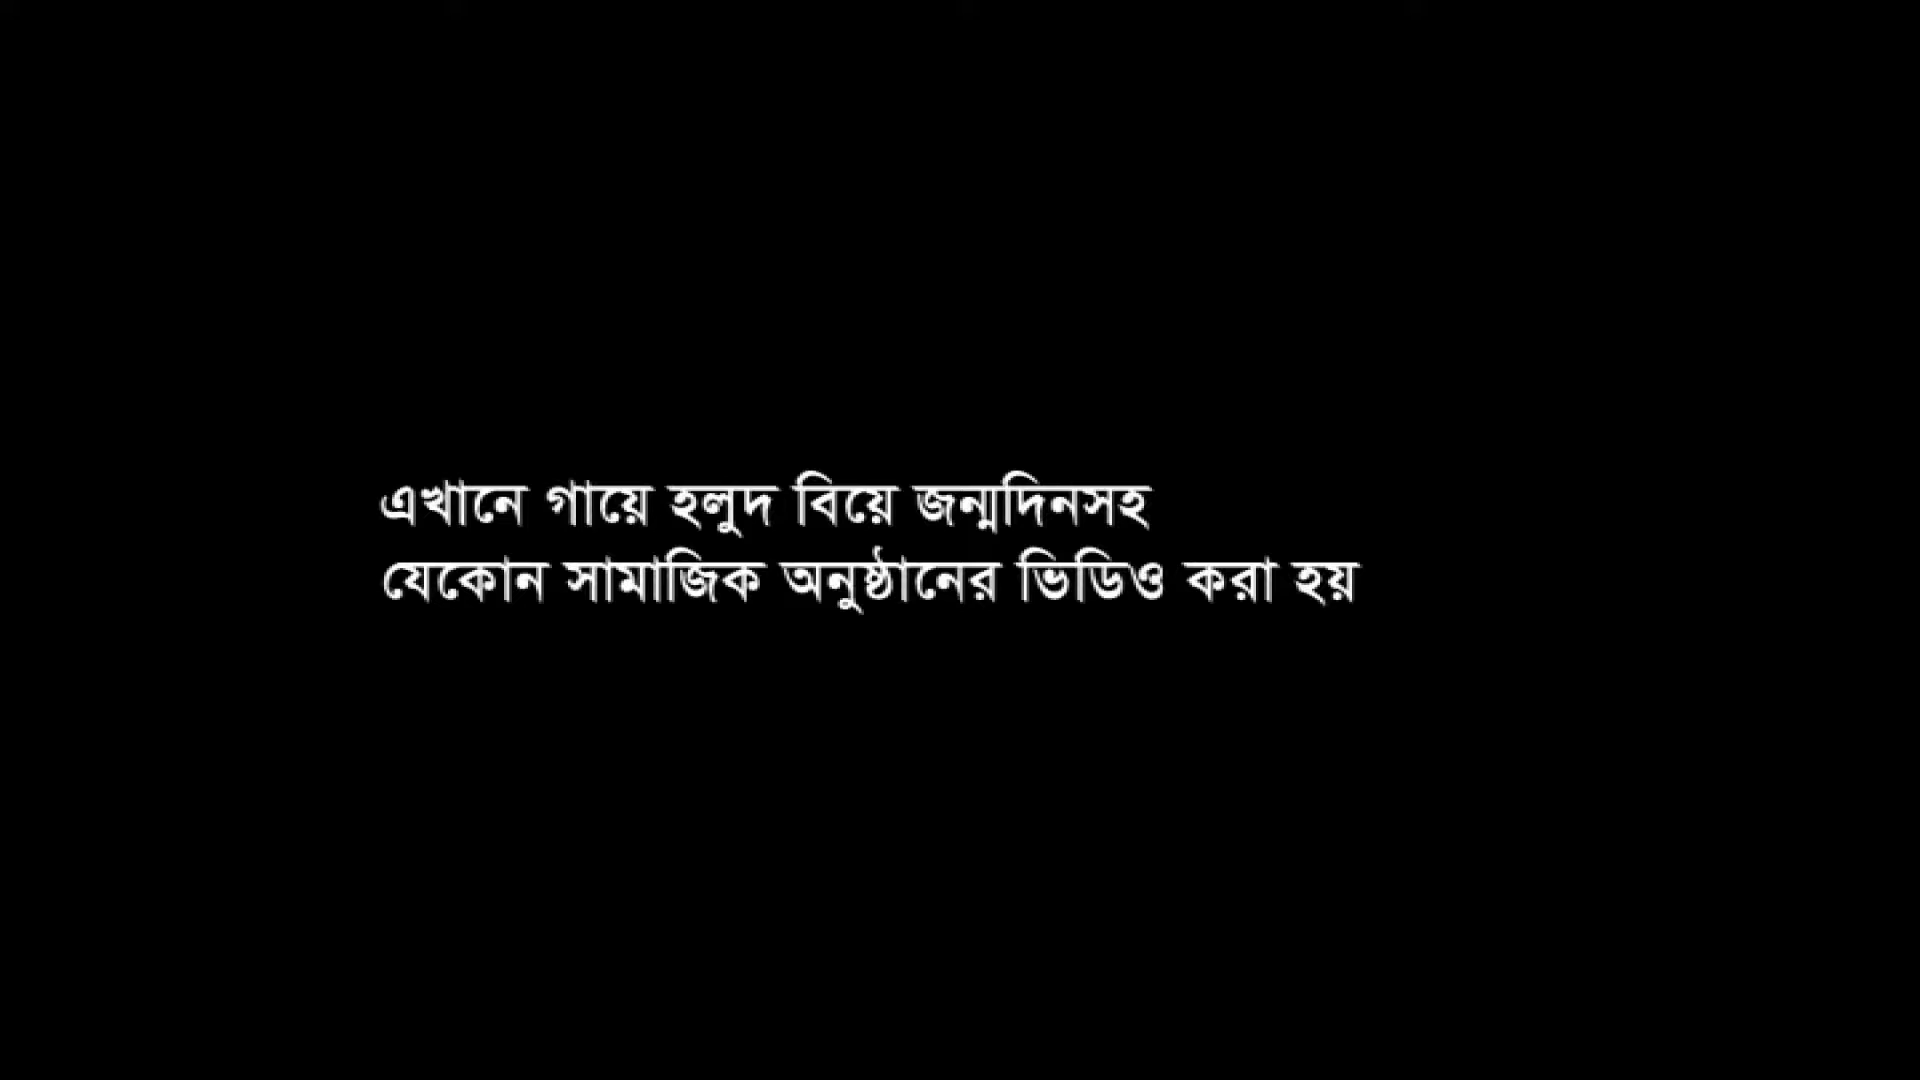 এখানে গায়ে হলুদ বিয়ে জন্মদিনসহ
যেকোন সামাজিক অনুষ্ঠানের ভিডিও করা হয়